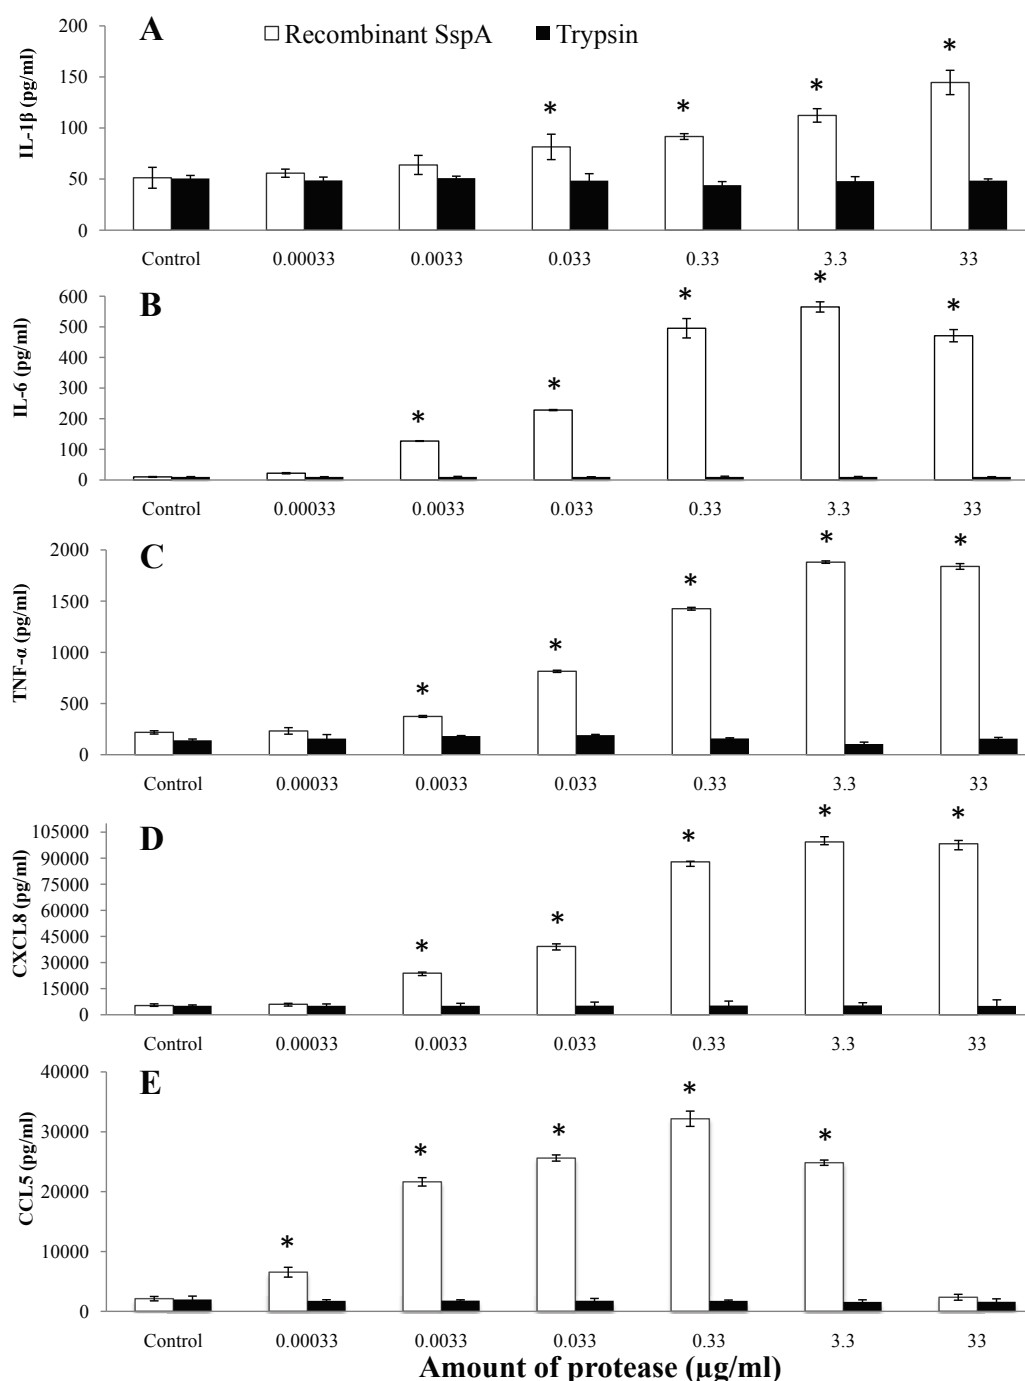 A
Recombinant SspA Trypsin
IL-1β (pg/ml)
200
150
100
50
0
* * * *
Control 0.00033 0.0033 0.033 0.33 3.3 33
B
IL-6 (pg/ml)
600
500
400
300
200
100
0
* * * * *
Control 0.00033 0.0033 0.033 0.33 3.3 33
C
TNF-α (pg/ml)
2000
1500
1000
500
0
* * * * *
Control 0.00033 0.0033 0.033 0.33 3.3 33
D
CXCL8 (pg/ml)
105000
90000
75000
60000
45000
30000
15000
0
* * * * *
Control 0.00033 0.0033 0.033 0.33 3.3 33
E
CCL5 (pg/ml)
40000
30000
20000
10000
0
* * * * *
Control 0.00033 0.0033 0.033 0.33 3.3 33
Amount of protease (µg/ml)